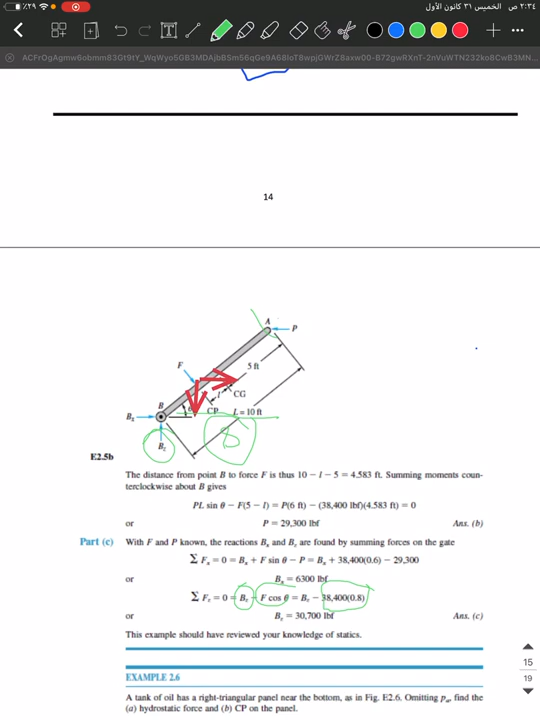 ٢:٣٤ ص الخميس ٣١ كانون الأول
٪٢٩
14
A
P
F
5 ft
CG
B
CP
L = 10 ft
Bx
Bz
8
E2.5b
The distance from point B to force F is thus 10 − l − 5 = 4.583 ft. Summing moments coun-
terclockwise about B gives
PL sin θ − F(5 − l) = P(6 ft) − (38,400 lbf)(4.583 ft) = 0
or P = 29,300 lbf Ans. (b)
Part (c) With F and P known, the reactions Bx and Bz are found by summing forces on the gate
∑ Fx = 0 = Bx + F sin θ − P = Bx + 38,400(0.6) − 29,300
or Bx = 6300 lbf
∑ Fz = 0 = Bz − F cos θ = Bz − 38,400(0.8)
or Bz = 30,700 lbf Ans. (c)
This example should have reviewed your knowledge of statics.
15
19
EXAMPLE 2.6
A tank of oil has a right-triangular panel near the bottom, as in Fig. E2.6. Omitting pa, find the
(a) hydrostatic force and (b) CP on the panel.